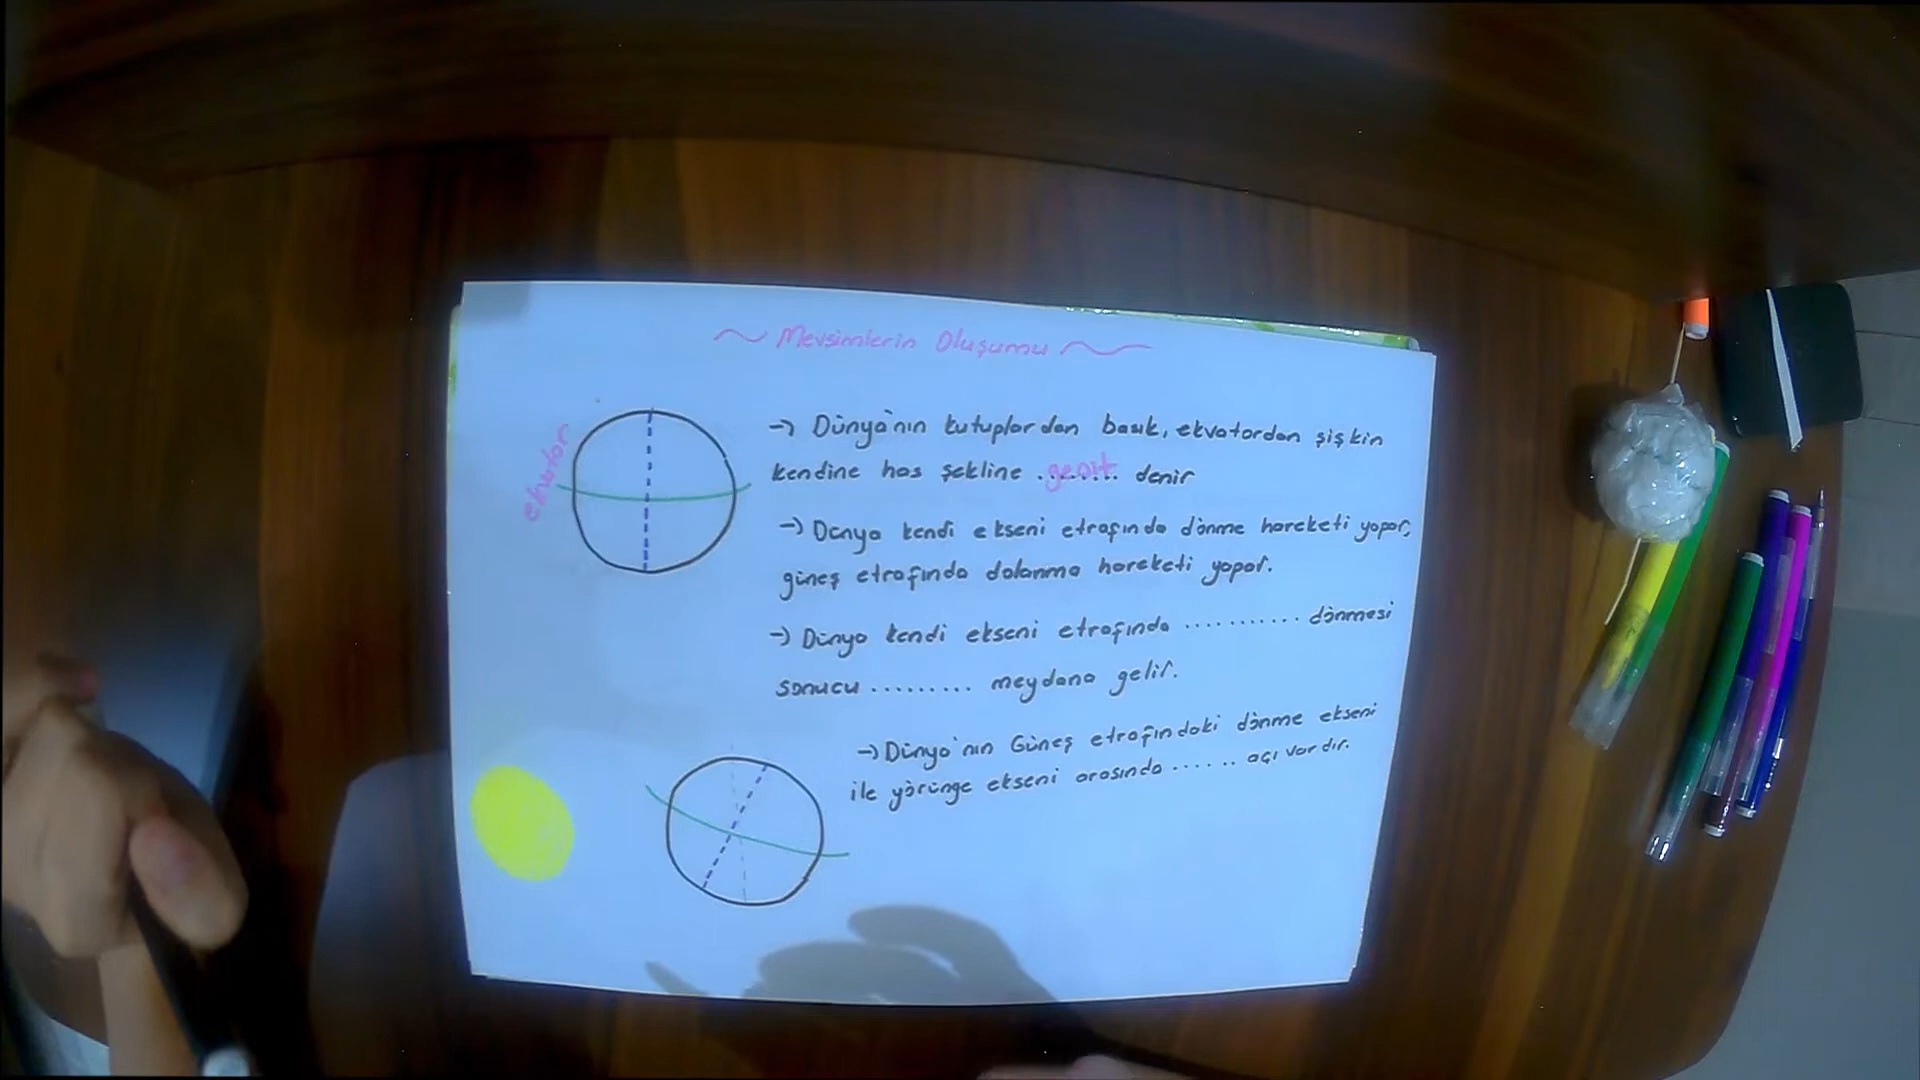 ~ Mevsimlerin Oluşumu ~
ekvator
→ Dünya'nın kutuplardan basık, ekvatordan şişkin
kendine has şekline ..geoit.. denir
→ Dünya kendi ekseni etrafında dönme hareketi yapar,
güneş etrafında dolanma hareketi yapar.
→ Dünya kendi ekseni etrafında ........... dönmesi
sonucu ......... meydana gelir.
→ Dünya'nın Güneş etrafındaki dönme ekseni
ile yörünge ekseni arasında ...... açı vardır.